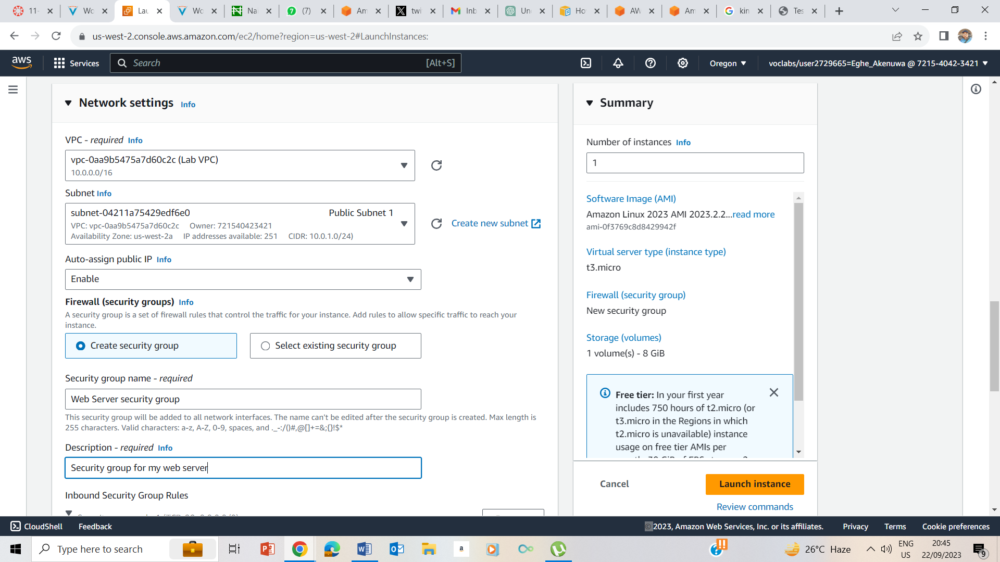 11-
Wo
Lau
Wo
Nai
(7)
Am
twi
Inb
Un
Ho
AW
Am
kin
Tes
us-west-2.console.aws.amazon.com/ec2/home?region=us-west-2#LaunchInstances:
aws
Services
Search
[Alt+S]
Oregon
voclabs/user2729665=Eghe_Akenuwa @ 7215-4042-3421
Network settings Info
VPC - required Info
vpc-0aa9b5475a7d60c2c (Lab VPC)
10.0.0.0/16
Subnet Info
subnet-04211a75429edf6e0 Public Subnet 1
VPC: vpc-0aa9b5475a7d60c2c Owner: 721540423421
Availability Zone: us-west-2a IP addresses available: 251 CIDR: 10.0.1.0/24)
Create new subnet
Auto-assign public IP Info
Enable
Firewall (security groups) Info
A security group is a set of firewall rules that control the traffic for your instance. Add rules to allow specific traffic to reach your
instance.
Create security group
Select existing security group
Security group name - required
Web Server security group
This security group will be added to all network interfaces. The name can't be edited after the security group is created. Max length is
255 characters. Valid characters: a-z, A-Z, 0-9, spaces, and ._-:/()#,@[]+=&;{}!$*
Description - required Info
Security group for my web server
Inbound Security Group Rules
Summary
Number of instances Info
1
Software Image (AMI)
Amazon Linux 2023 AMI 2023.2.2...read more
ami-0f3769c8d8429942f
Virtual server type (instance type)
t3.micro
Firewall (security group)
New security group
Storage (volumes)
1 volume(s) - 8 GiB
Free tier: In your first year
includes 750 hours of t2.micro (or
t3.micro in the Regions in which
t2.micro is unavailable) instance
usage on free tier AMIs per
Cancel
Launch instance
Review commands
CloudShell
Feedback
©2023, Amazon Web Services, Inc. or its affiliates.
Privacy
Terms
Cookie preferences
Type here to search
a
26°C Haze
ENG
US
20:45
22/09/2023
9